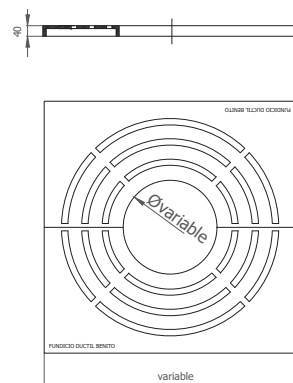 40
FUNDICIO DUCTIL BENITO
Øvariable
FUNDICIO DUCTIL BENITO
variable